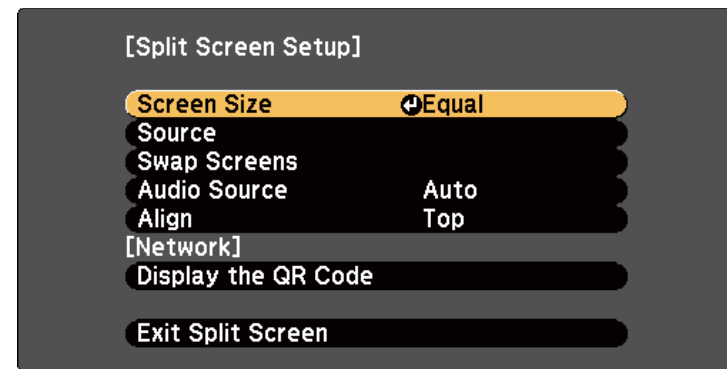 [Split Screen Setup]
Screen Size Equal
Source
Swap Screens
Audio Source Auto
Align Top
[Network]
Display the QR Code
Exit Split Screen